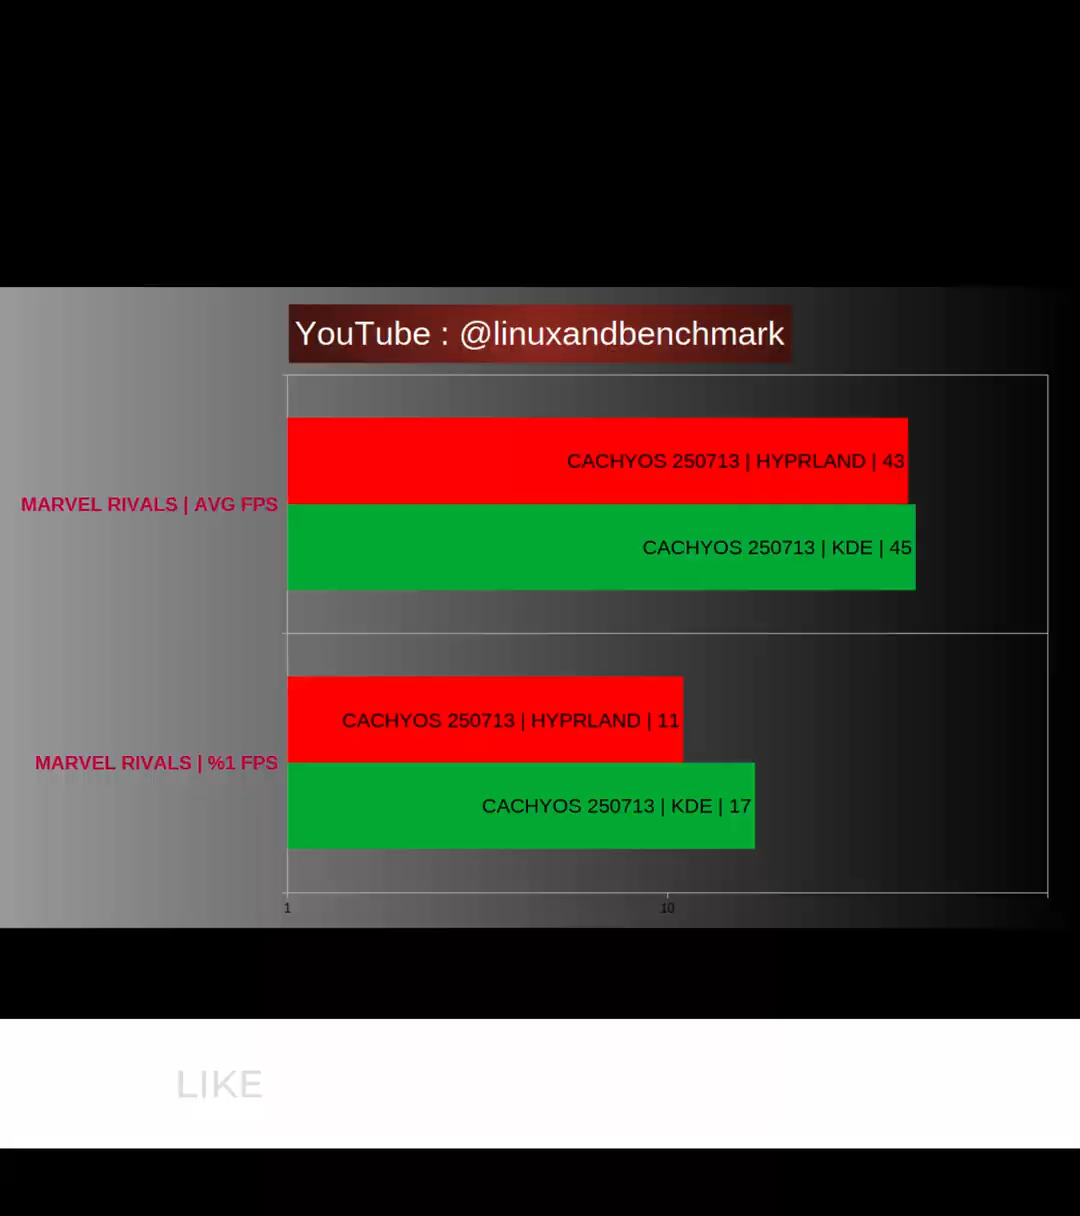 YouTube : @linuxandbenchmark
CACHYOS 250713 | HYPRLAND | 43
MARVEL RIVALS | AVG FPS
CACHYOS 250713 | KDE | 45
CACHYOS 250713 | HYPRLAND | 11
MARVEL RIVALS | %1 FPS
CACHYOS 250713 | KDE | 17
1 10
LIKE